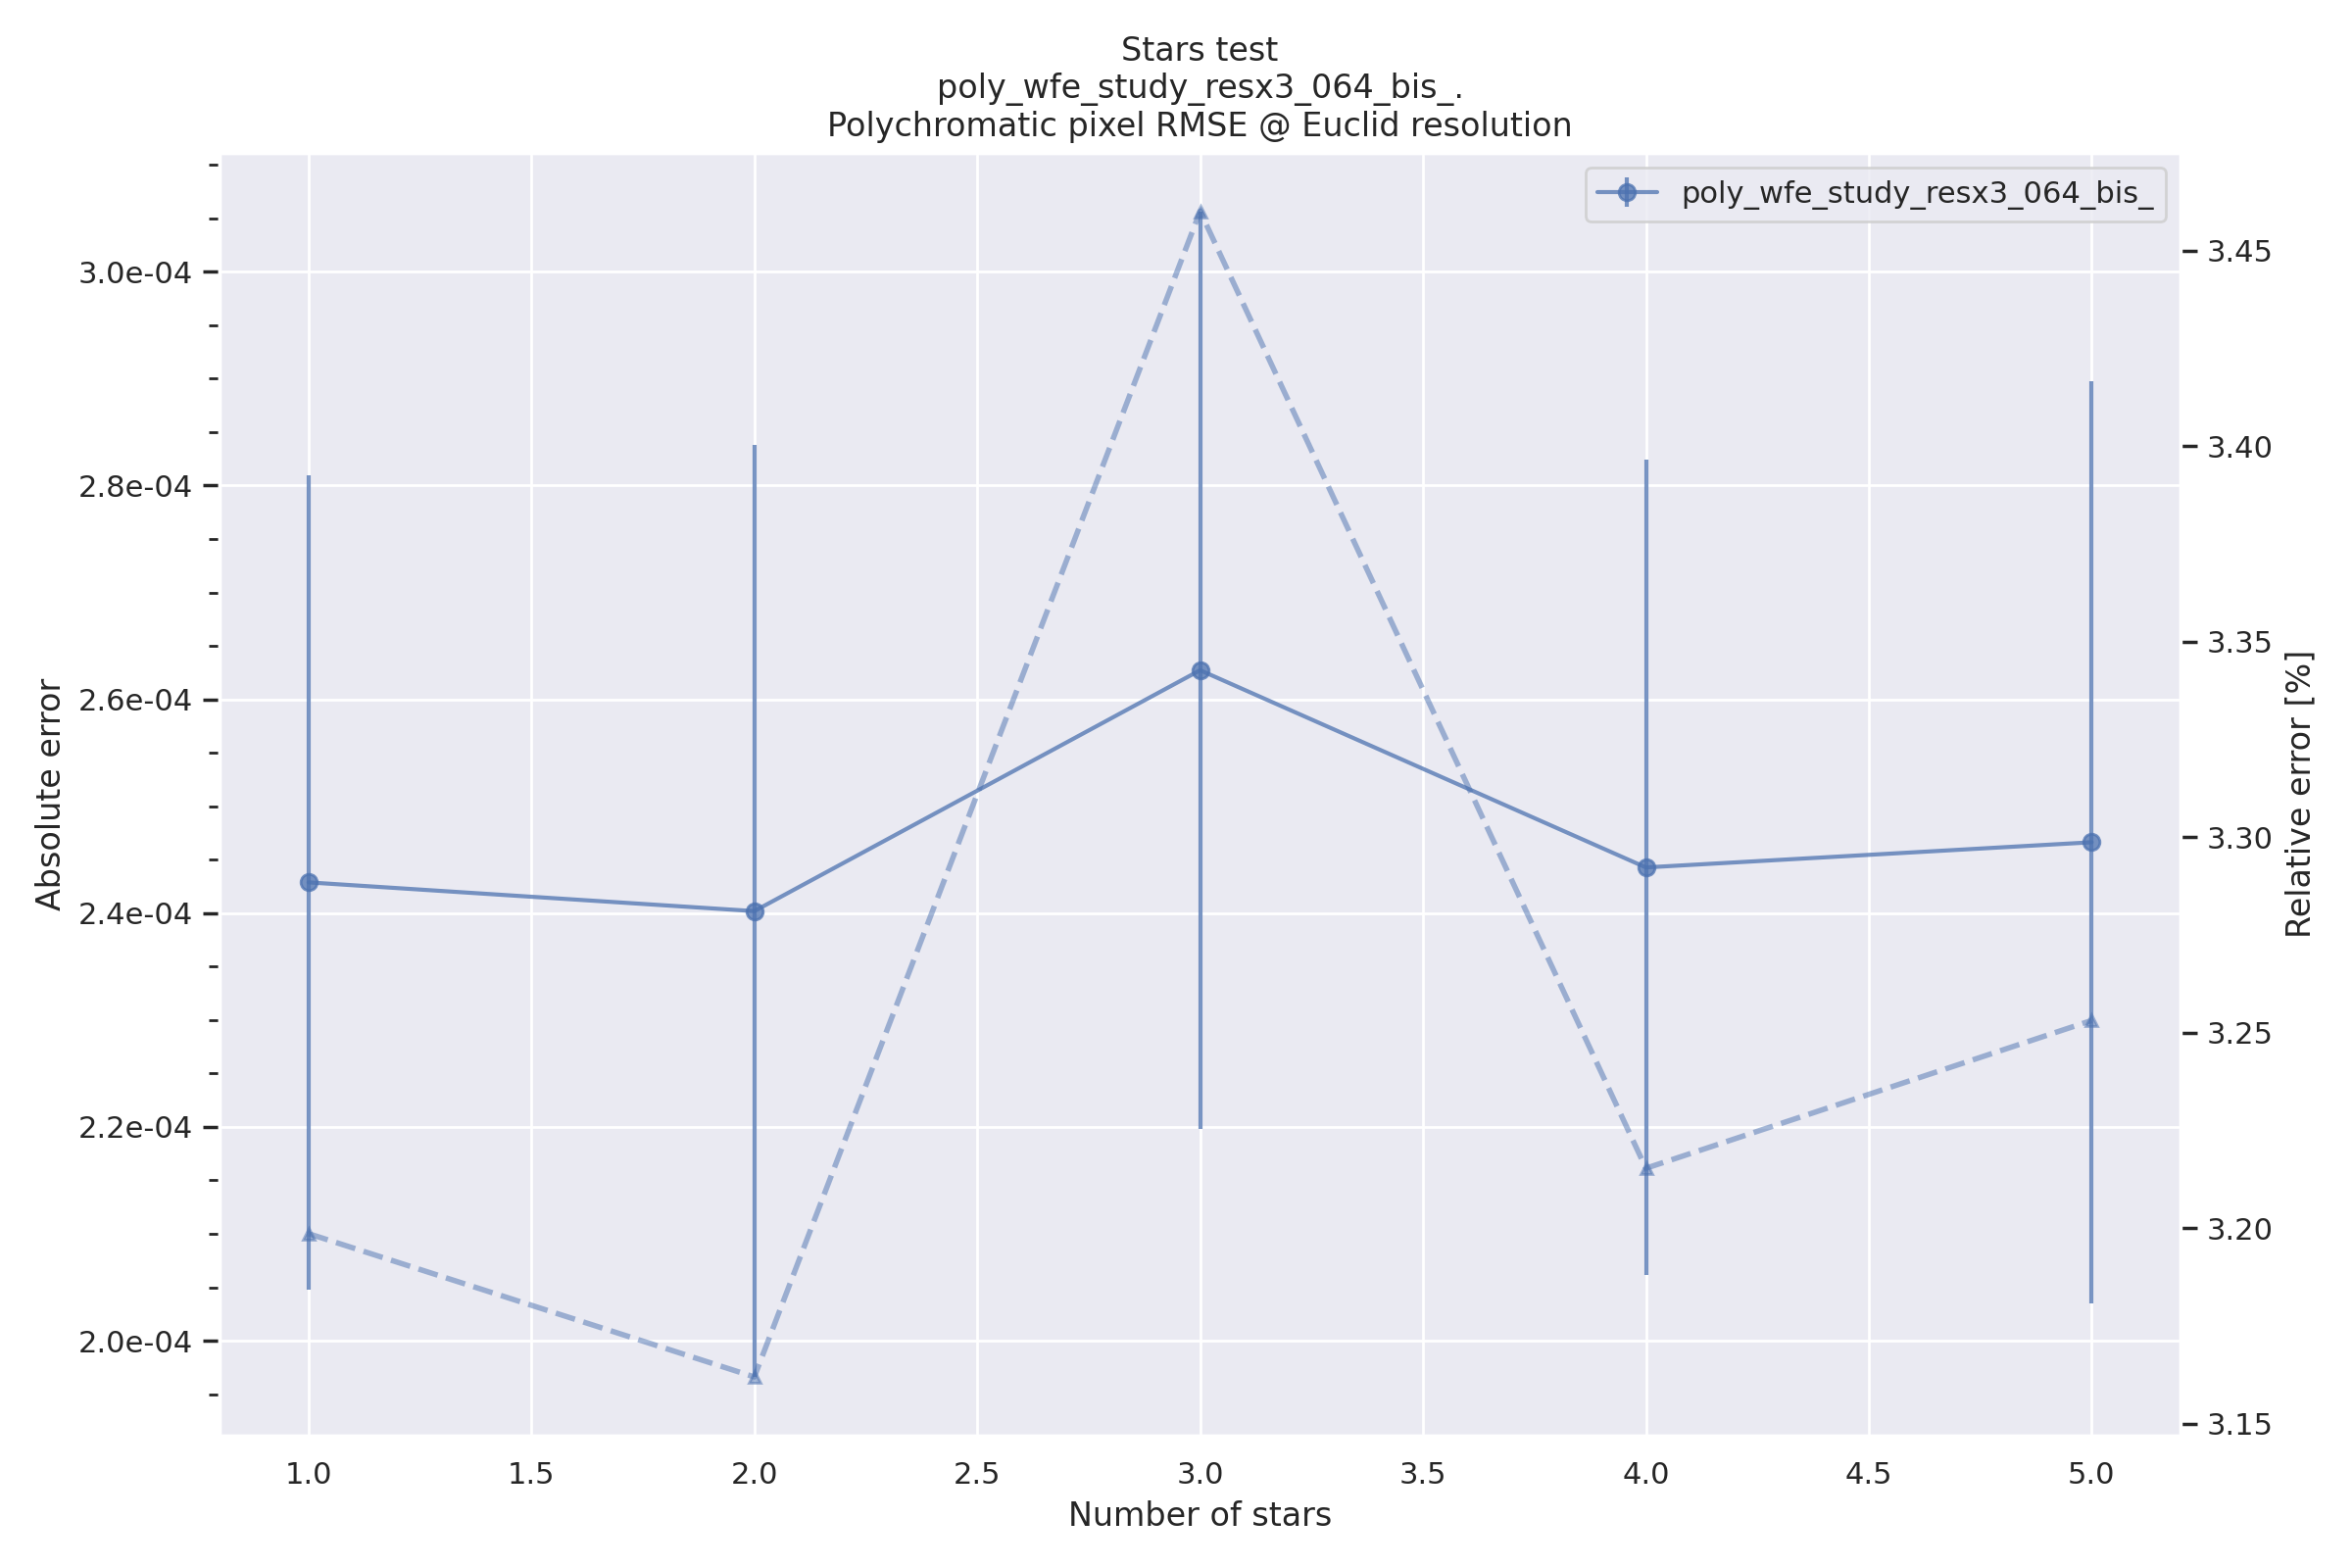 Stars test
poly_wfe_study_resx3_064_bis_.
Polychromatic pixel RMSE @ Euclid resolution
poly_wfe_study_resx3_064_bis_
Absolute error
3.0e-04
2.8e-04
2.6e-04
2.4e-04
2.2e-04
2.0e-04
3.45
3.40
3.35
3.30
3.25
3.20
3.15
Relative error [%]
1.0 1.5 2.0 2.5 3.0 3.5 4.0 4.5 5.0
Number of stars